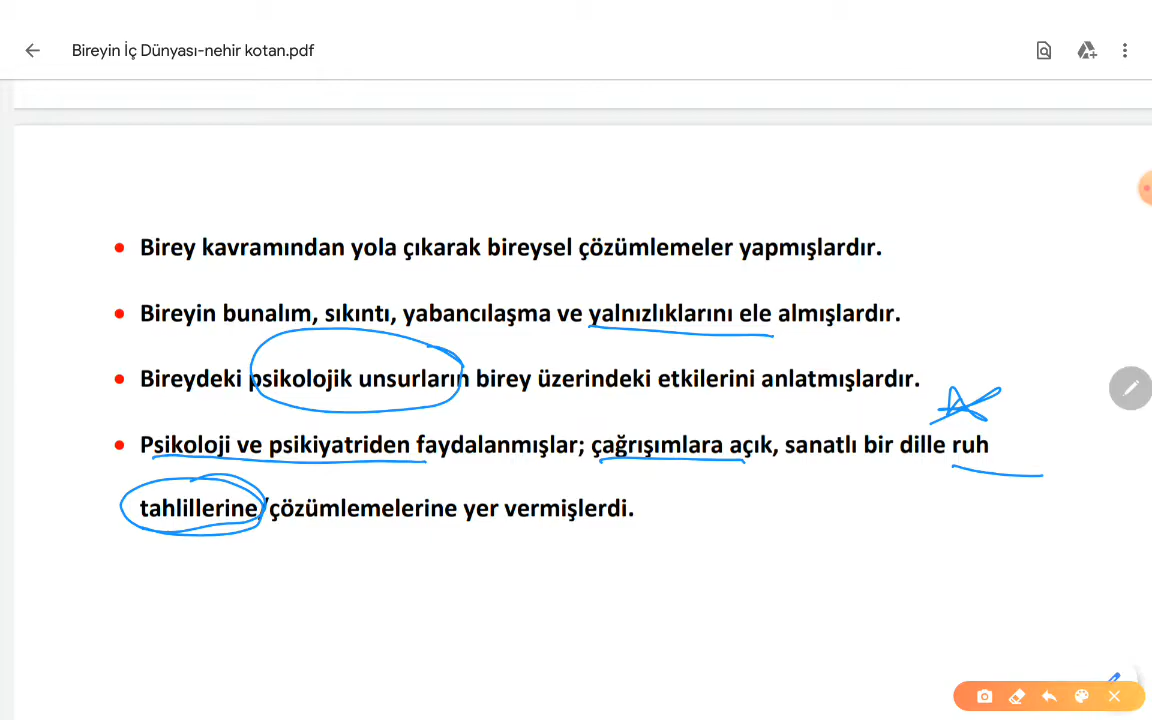 Bireyin İç Dünyası-nehir kotan.pdf
• Birey kavramından yola çıkarak bireysel çözümlemeler yapmışlardır.
• Bireyin bunalım, sıkıntı, yabancılaşma ve yalnızlıklarını ele almışlardır.
• Bireydeki psikolojik unsurların birey üzerindeki etkilerini anlatmışlardır.
• Psikoloji ve psikiyatriden faydalanmışlar; çağrışımlara açık, sanatlı bir dille ruh
tahlillerine/çözümlemelerine yer vermişlerdi.